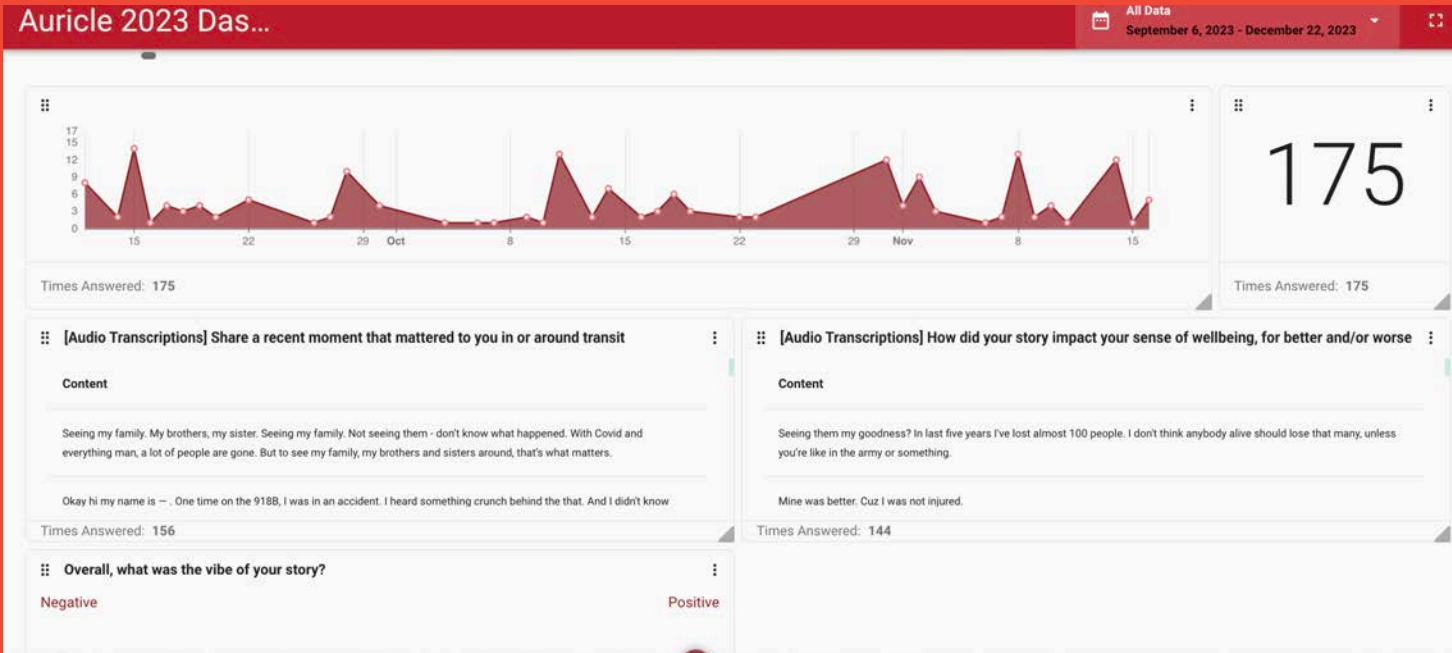 Auricle 2023 Das...
All Data
September 6, 2023 - December 22, 2023
17
15
12
9
6
3
0
15
22
29
Oct
8
15
22
29
Nov
8
15
Times Answered: 175
175
Times Answered: 175
[Audio Transcriptions] Share a recent moment that mattered to you in or around transit
Content
Seeing my family. My brothers, my sister. Seeing my family. Not seeing them - don't know what happened. With Covid and
everything man, a lot of people are gone. But to see my family, my brothers and sisters around, that's what matters.
Okay hi my name is — . One time on the 918B, I was in an accident. I heard something crunch behind the that. And I didn't know
Times Answered: 156
[Audio Transcriptions] How did your story impact your sense of wellbeing, for better and/or worse
Content
Seeing them my goodness? In last five years I've lost almost 100 people. I don't think anybody alive should lose that many, unless
you're like in the army or something.
Mine was better. Cuz I was not injured.
Times Answered: 144
Overall, what was the vibe of your story?
Negative
Positive